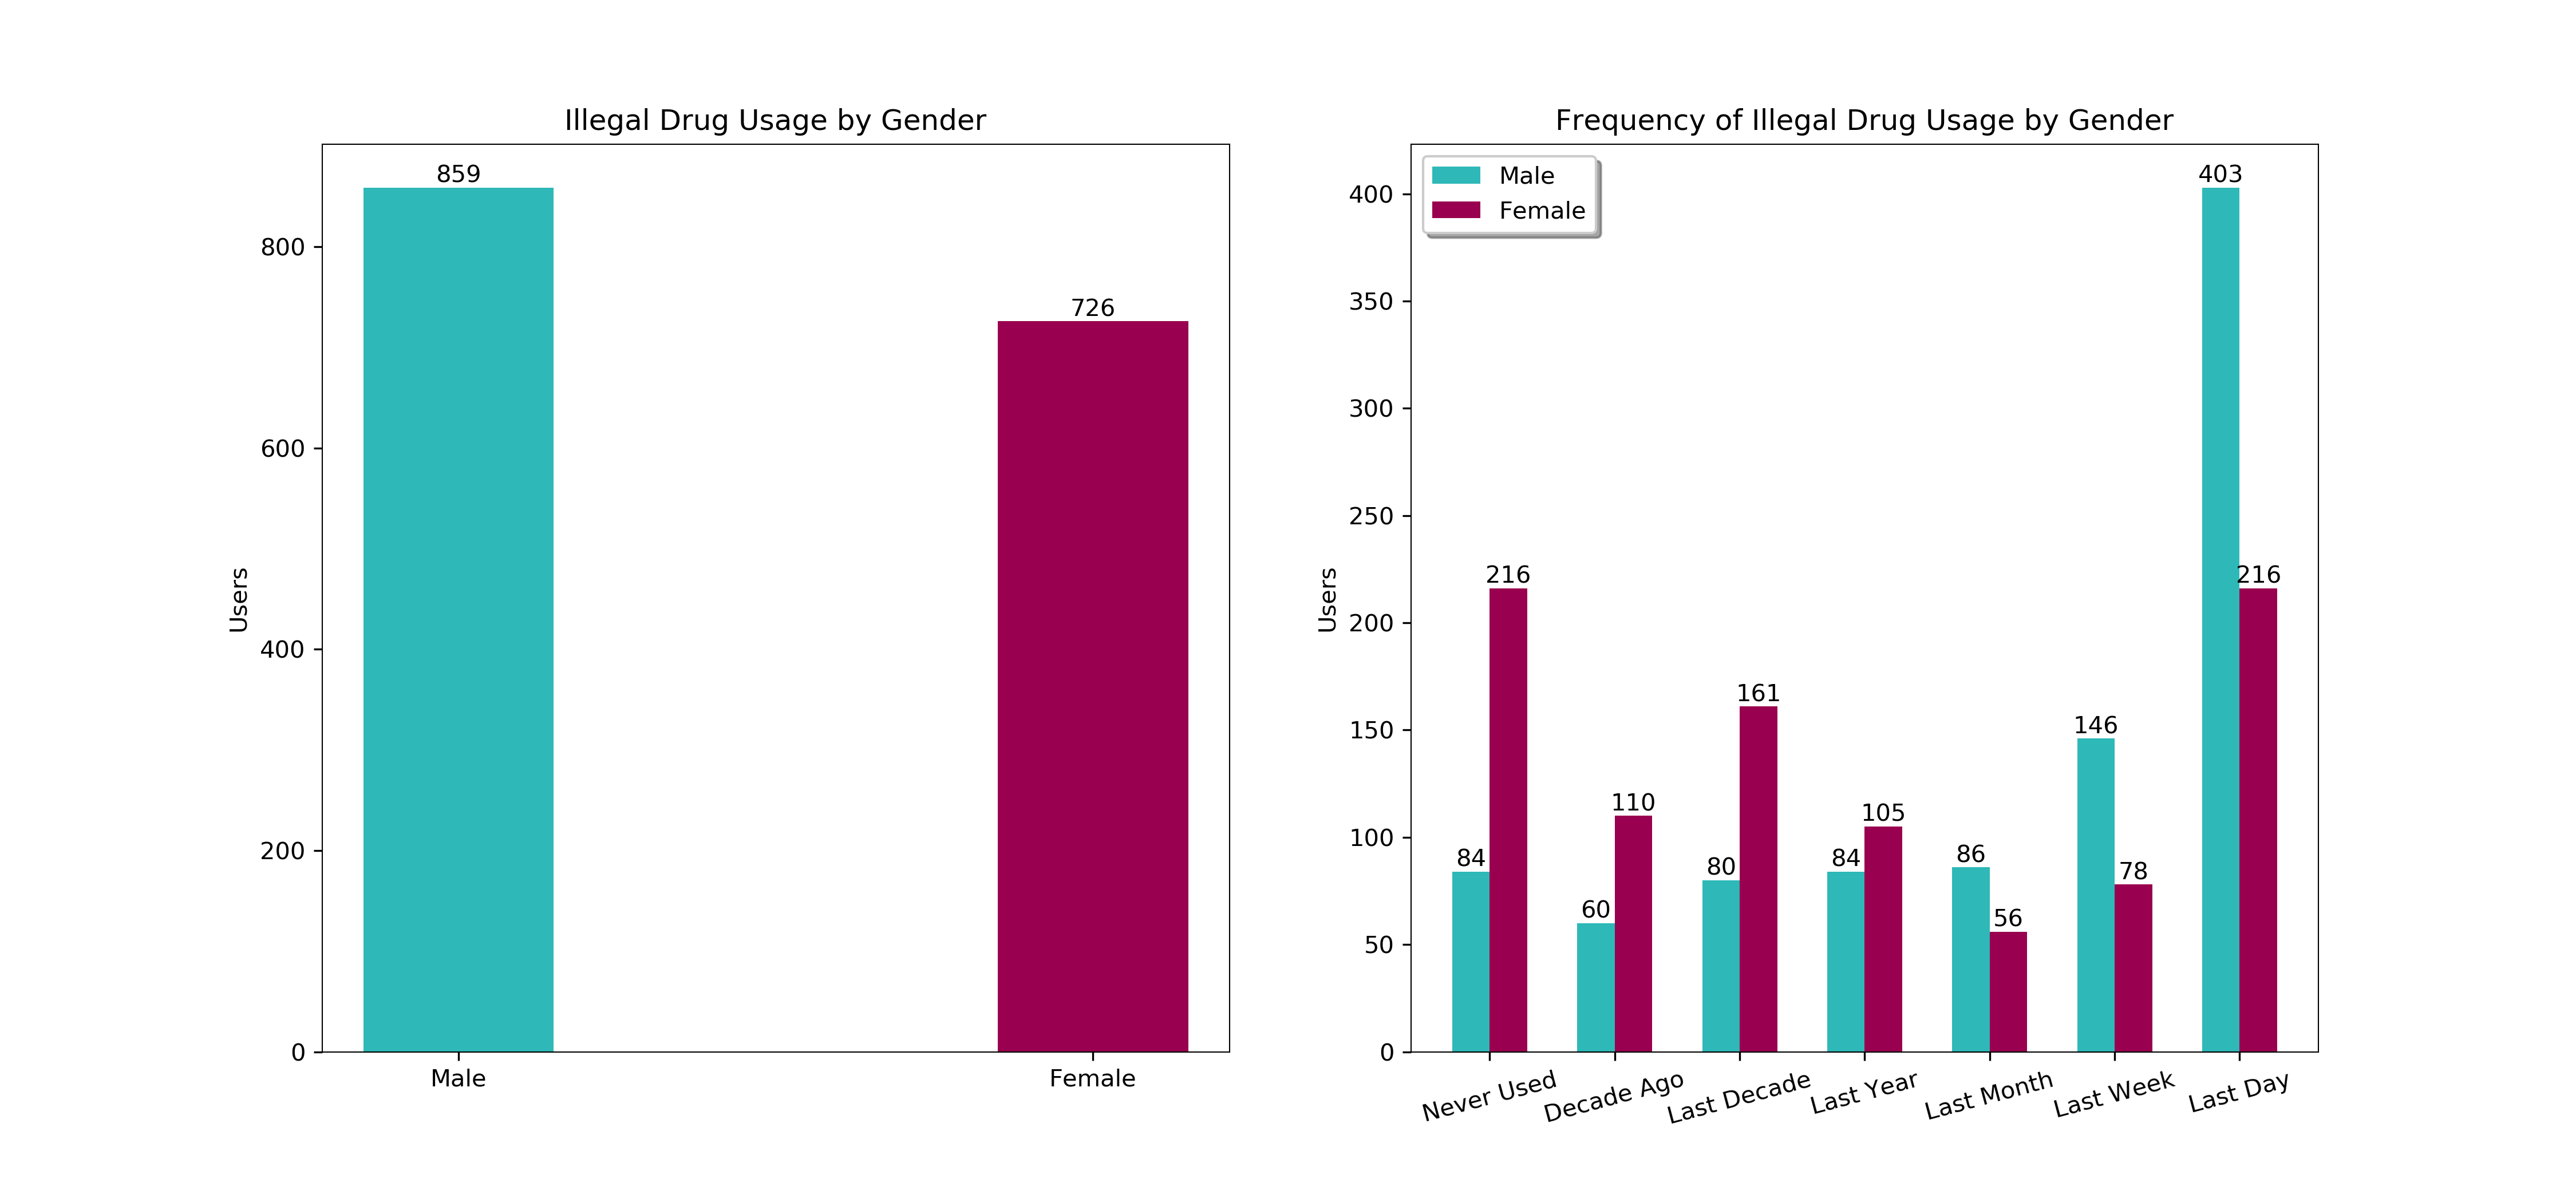 Illegal Drug Usage by Gender
859
726
800
600
400
200
0
Users
Male
Female
Frequency of Illegal Drug Usage by Gender
Male
Female
400
350
300
250
200
150
100
50
0
Users
84
216
60
110
80
161
84
105
86
56
146
78
403
216
Never Used
Decade Ago
Last Decade
Last Year
Last Month
Last Week
Last Day